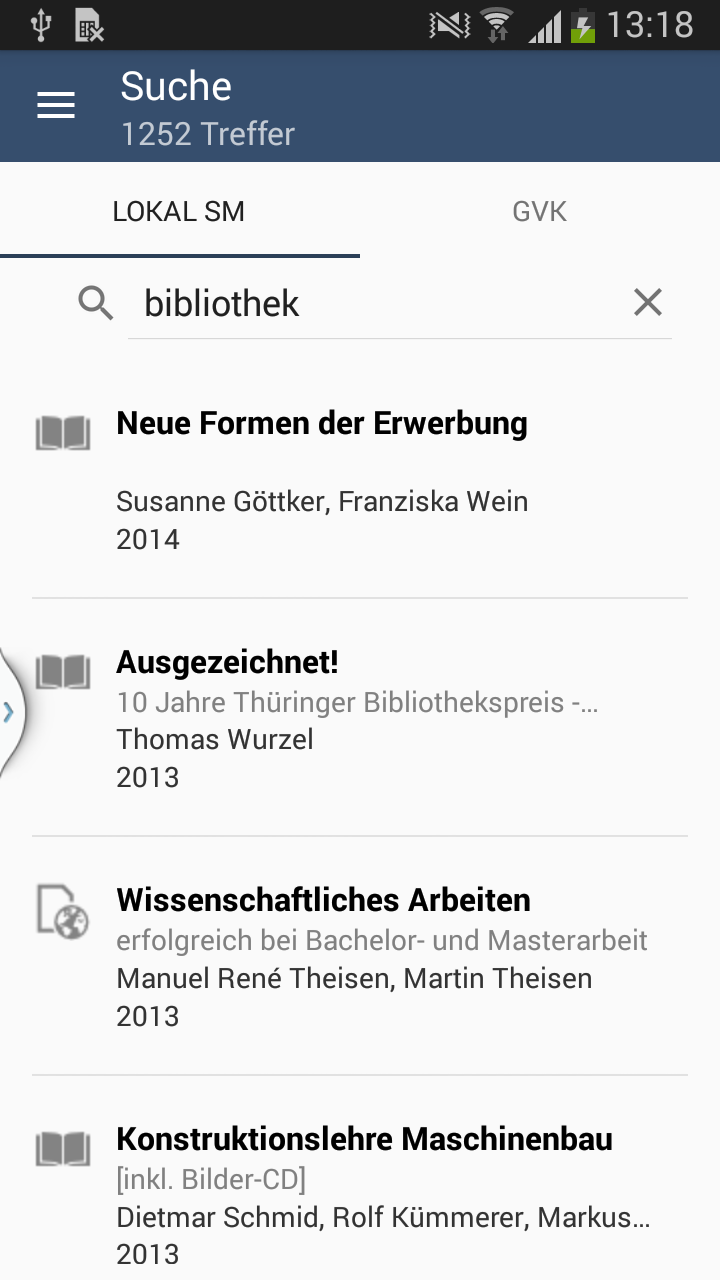 13:18
Suche
1252 Treffer
LOKAL SM
GVK
bibliothek
Neue Formen der Erwerbung
Susanne Göttker, Franziska Wein
2014
Ausgezeichnet!
10 Jahre Thüringer Bibliothekspreis -...
Thomas Wurzel
2013
Wissenschaftliches Arbeiten
erfolgreich bei Bachelor- und Masterarbeit
Manuel René Theisen, Martin Theisen
2013
Konstruktionslehre Maschinenbau
[inkl. Bilder-CD]
Dietmar Schmid, Rolf Kümmerer, Markus...
2013